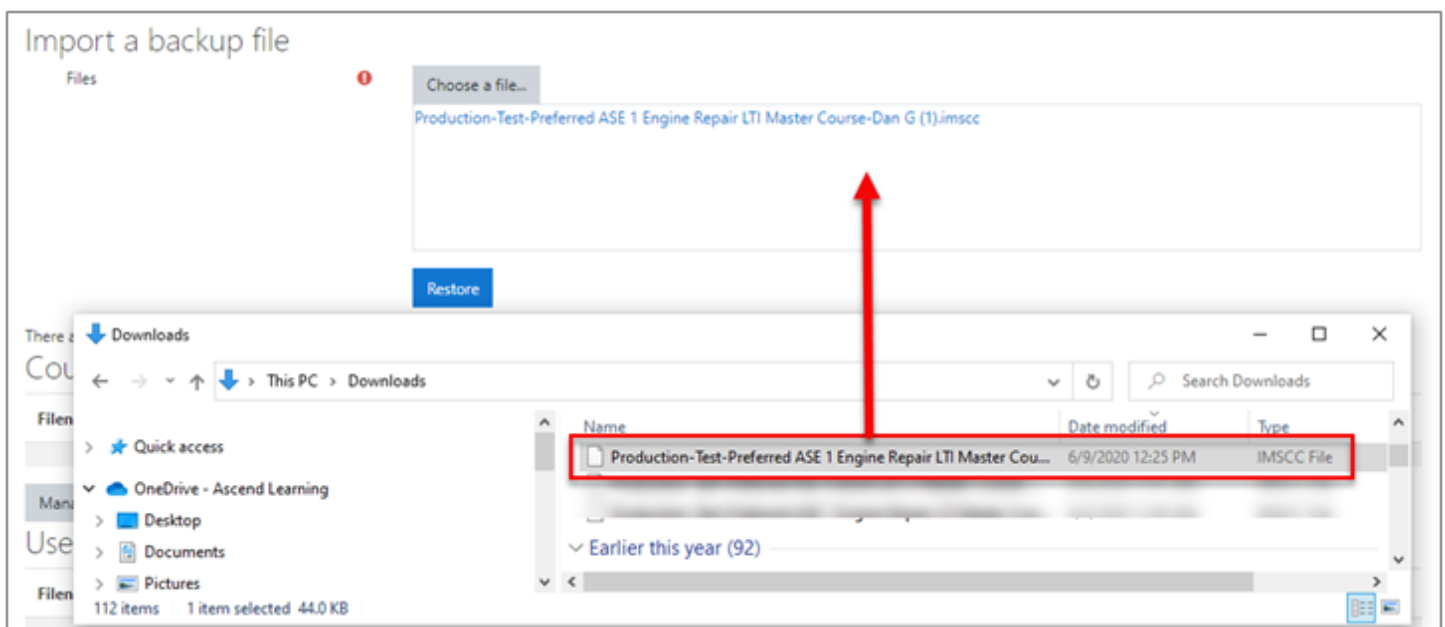 Import a backup file
Files
Choose a file...
Production-Test-Preferred ASE 1 Engine Repair LTI Master Course-Dan G (1).imscc
Restore
There a
Downloads
Cou
This PC > Downloads
Search Downloads
Filen
Name Date modified Type
Quick access
Production-Test-Preferred ASE 1 Engine Repair LTI Master Cou... 6/9/2020 12:25 PM IMSCC File
OneDrive - Ascend Learning
Mana
Desktop
Use
Documents
Earlier this year (92)
Pictures
Filen
112 items 1 item selected 44.0 KB